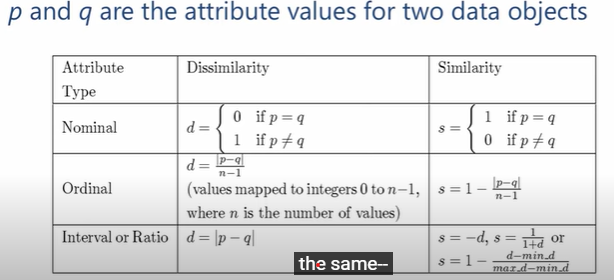 p and q are the attribute values for two data objects
Attribute Type Dissimilarity Similarity
Nominal d = { 0 if p = q s = { 1 if p = q
1 if p ≠ q 0 if p ≠ q
d = |p−q| / n−1
Ordinal (values mapped to integers 0 to n−1, s = 1 − |p−q| / n−1
where n is the number of values)
Interval or Ratio d = |p − q| s = −d, s = 1 / 1+d or
s = 1 − d−min_d / max_d−min_d
the same--